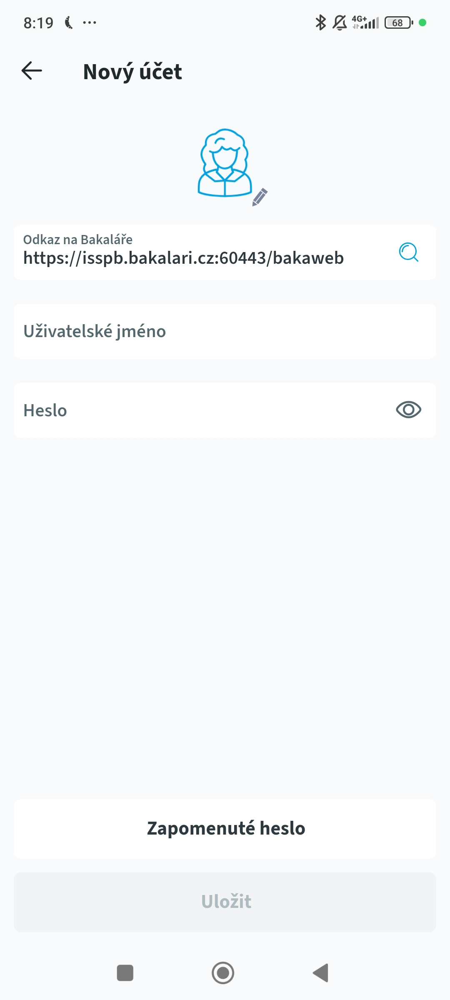 8:19
4G+
68
Nový účet
Odkaz na Bakaláře
https://isspb.bakalari.cz:60443/bakaweb
Uživatelské jméno
Heslo
Zapomenuté heslo
Uložit